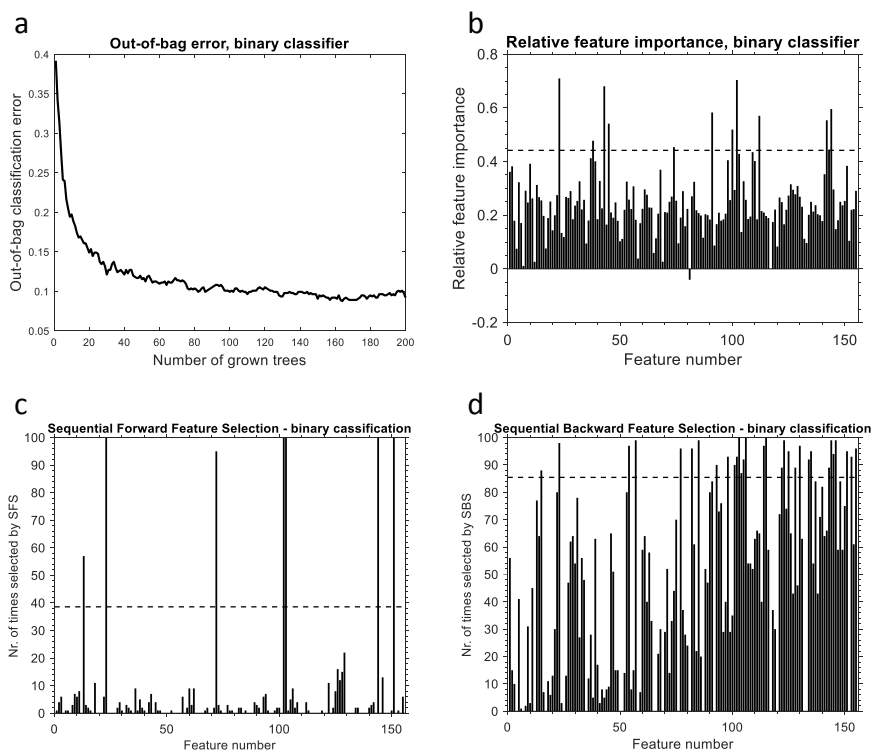 a
Out-of-bag error, binary classifier
Out-of-bag classification error
0.4
0.35
0.3
0.25
0.2
0.15
0.1
0.05
0 20 40 60 80 100 120 140 160 180 200
Number of grown trees
b
Relative feature importance, binary classifier
Relative feature importance
0.8
0.6
0.4
0.2
0
-0.2
0 50 100 150
Feature number
c
Sequential Forward Feature Selection - binary cassification
Nr. of times selected by SFS
100
90
80
70
60
50
40
30
20
10
0
0 50 100 150
Feature number
d
Sequential Backward Feature Selection - binary classification
Nr. of times selected by SBS
100
90
80
70
60
50
40
30
20
10
0
0 50 100 150
Feature number